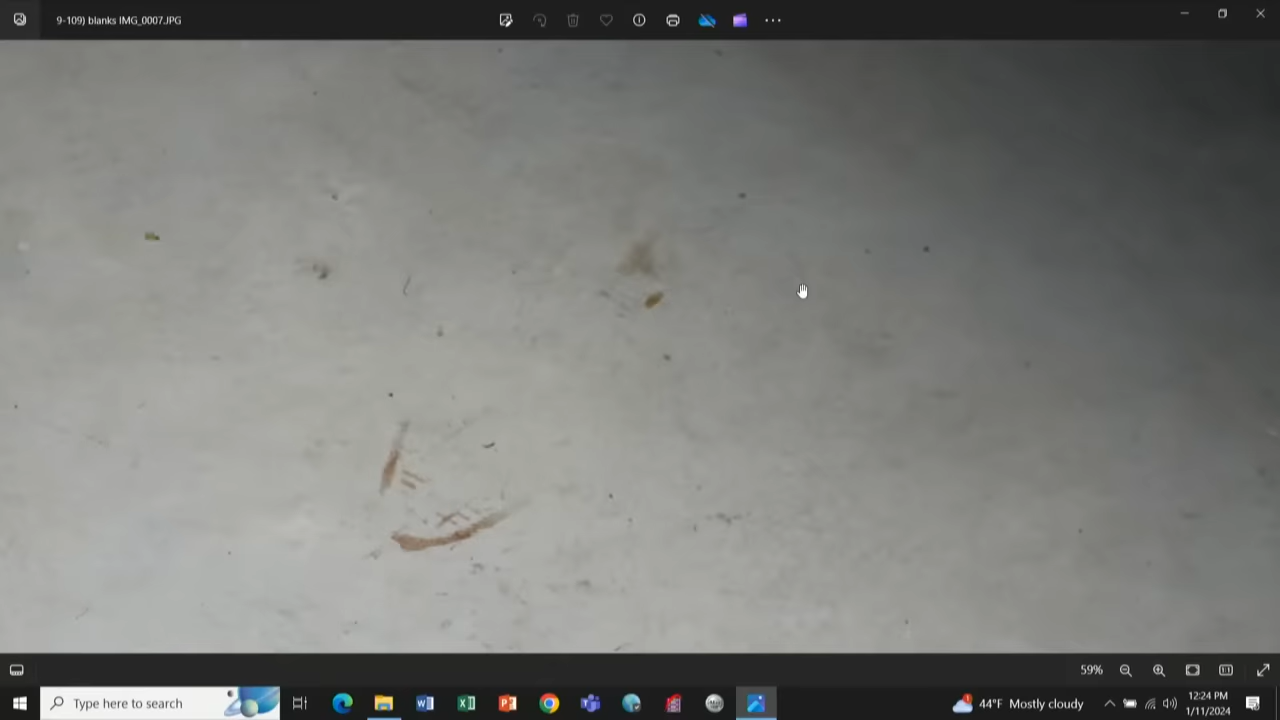 9-109) blanks IMG_0007.JPG
59%
Type here to search
44°F Mostly cloudy
12:24 PM
1/11/2024